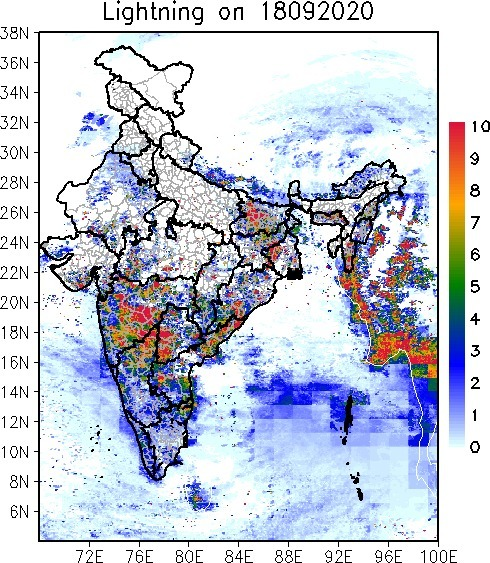 Lightning on 18092020
38N
36N
34N
32N
30N
28N
26N
24N
22N
20N
18N
16N
14N
12N
10N
8N
6N
72E 76E 80E 84E 88E 92E 96E 100E
10
9
8
7
6
5
4
3
2
1
0